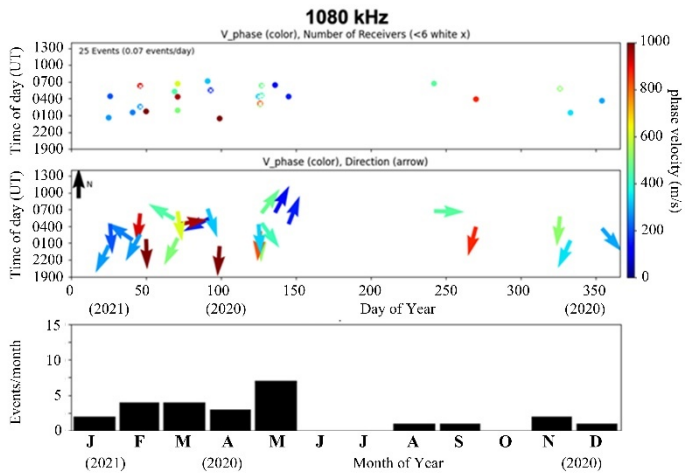 1080 kHz
V_phase (color), Number of Receivers (<6 white x)
25 Events (0.07 events/day)
Time of day (UT)
1300
1000
0700
0400
0100
2200
1900
1000
800
600
400
200
0
phase velocity (m/s)
V_phase (color), Direction (arrow)
N
Time of day (UT)
1300
1000
0700
0400
0100
2200
1900
0 50 100 150 200 250 300 350
(2021) (2020) Day of Year (2020)
Events/month
15
10
5
0
J F M A M J J A S O N D
(2021) (2020) Month of Year (2020)